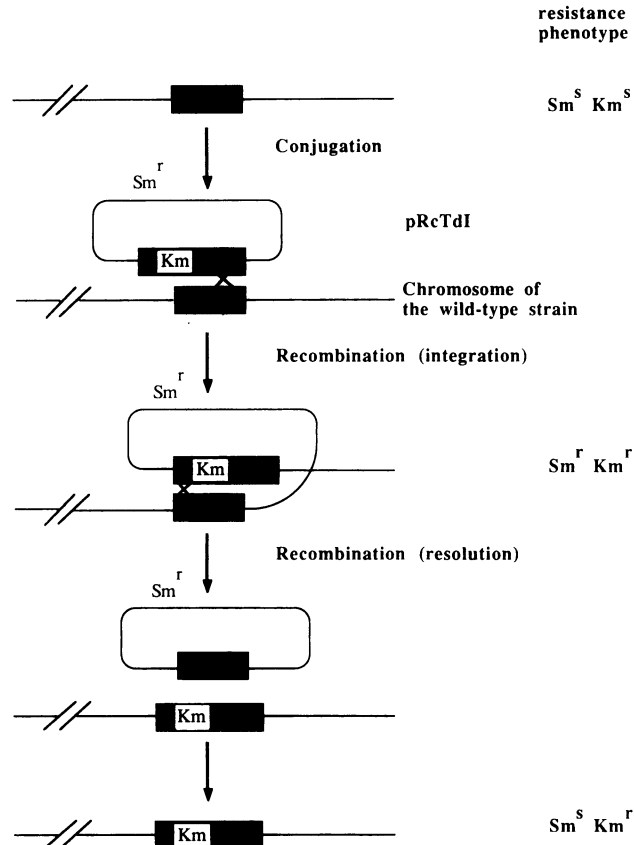 resistance
phenotype
Sm^s Km^s
Conjugation
Sm^r
pRcTdI
Km
Chromosome of
the wild-type strain
Recombination (integration)
Sm^r
Km
Sm^r Km^r
Recombination (resolution)
Sm^r
Km
Km
Sm^s Km^r